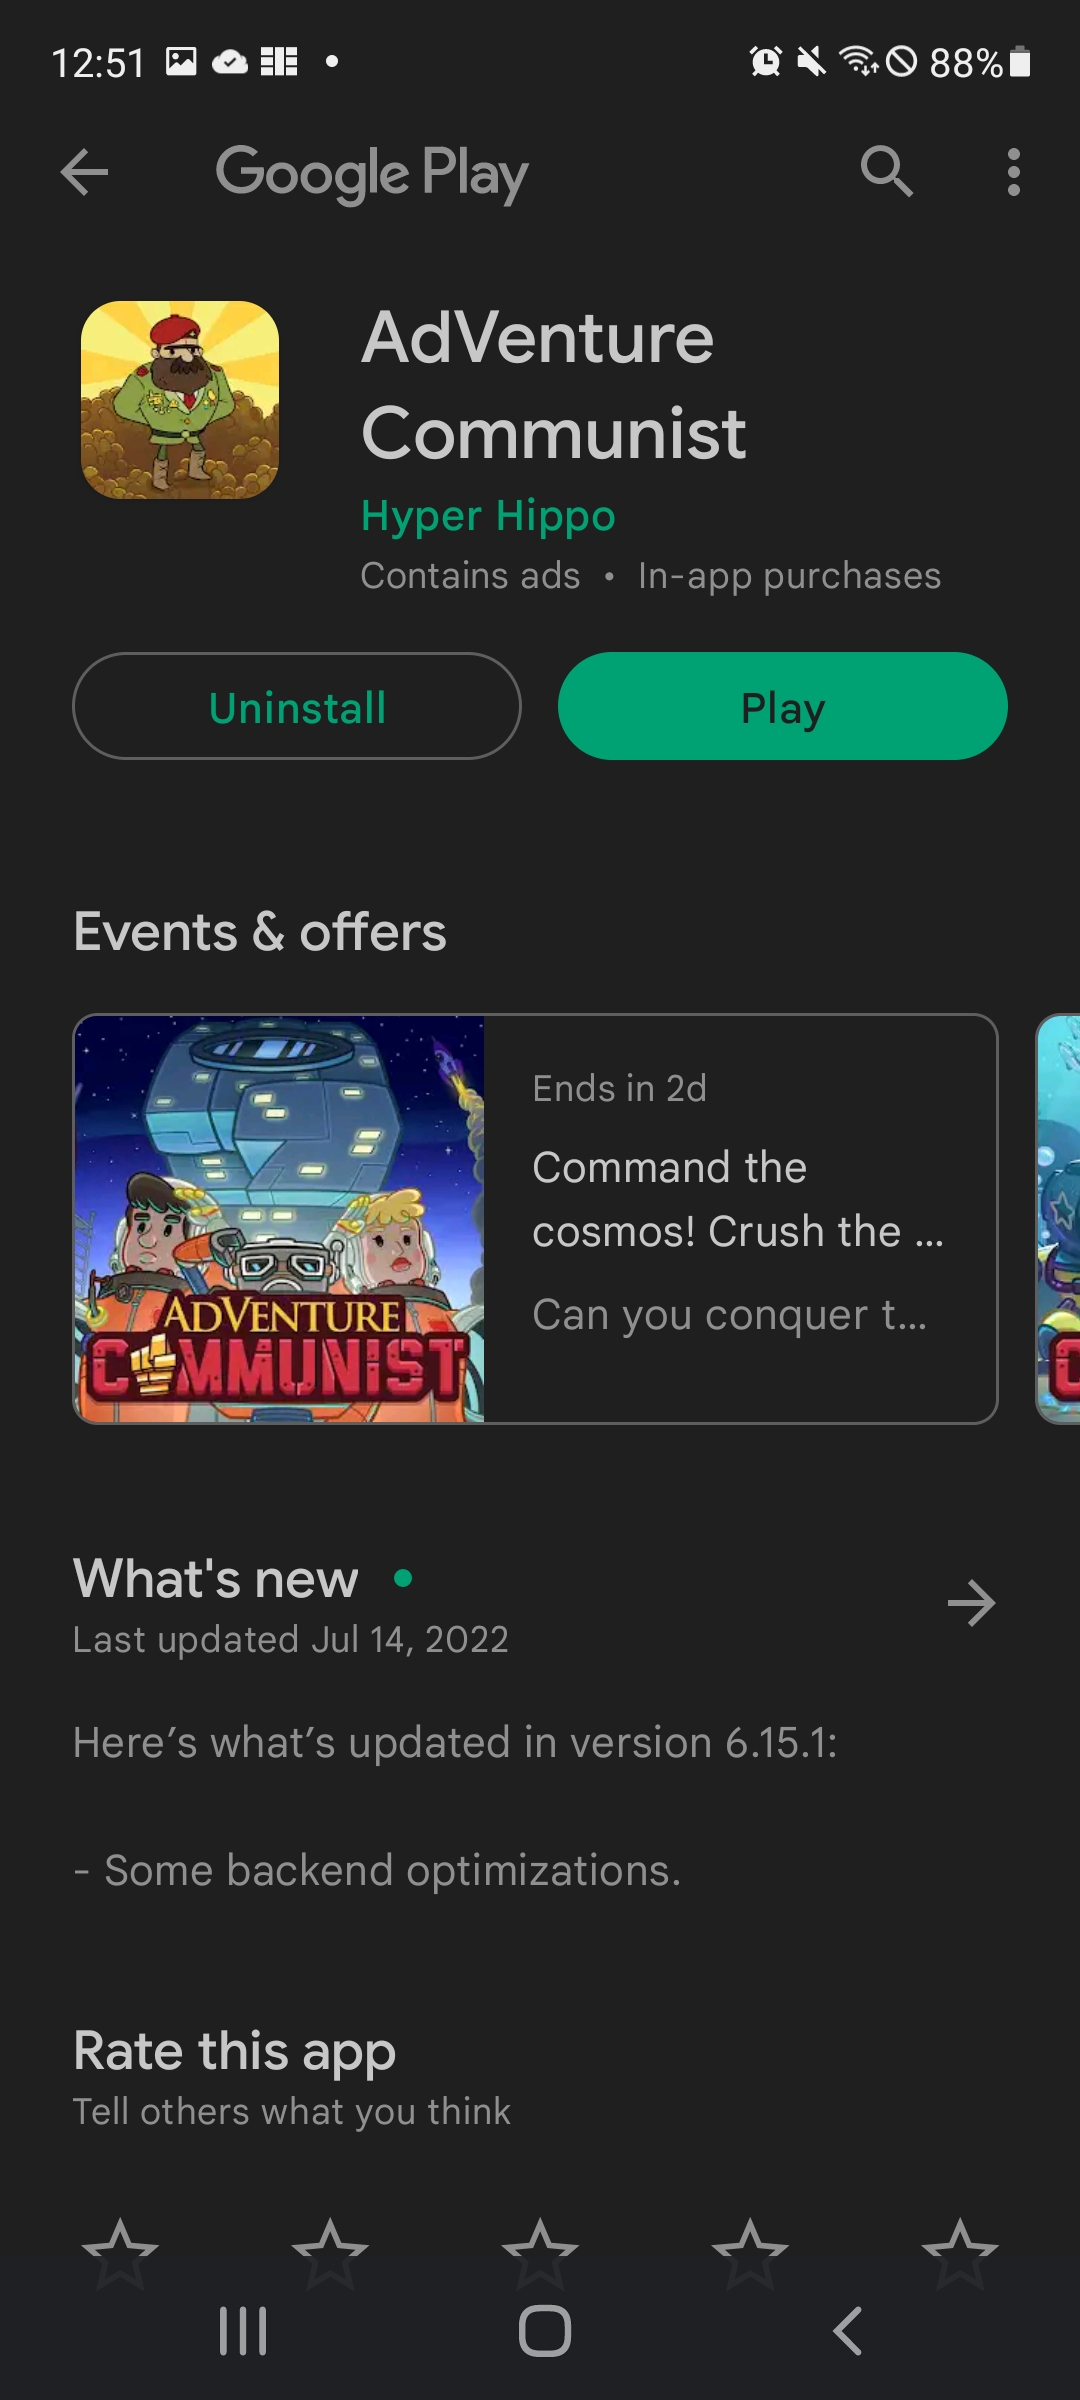 12:51
88%
Google Play
AdVenture
Communist
Hyper Hippo
Contains ads • In-app purchases
Uninstall
Play
Events & offers
Ends in 2d
Command the
cosmos! Crush the ...
Can you conquer t...
ADVENTURE
COMMUNIST
What's new
Last updated Jul 14, 2022
Here’s what’s updated in version 6.15.1:
- Some backend optimizations.
Rate this app
Tell others what you think